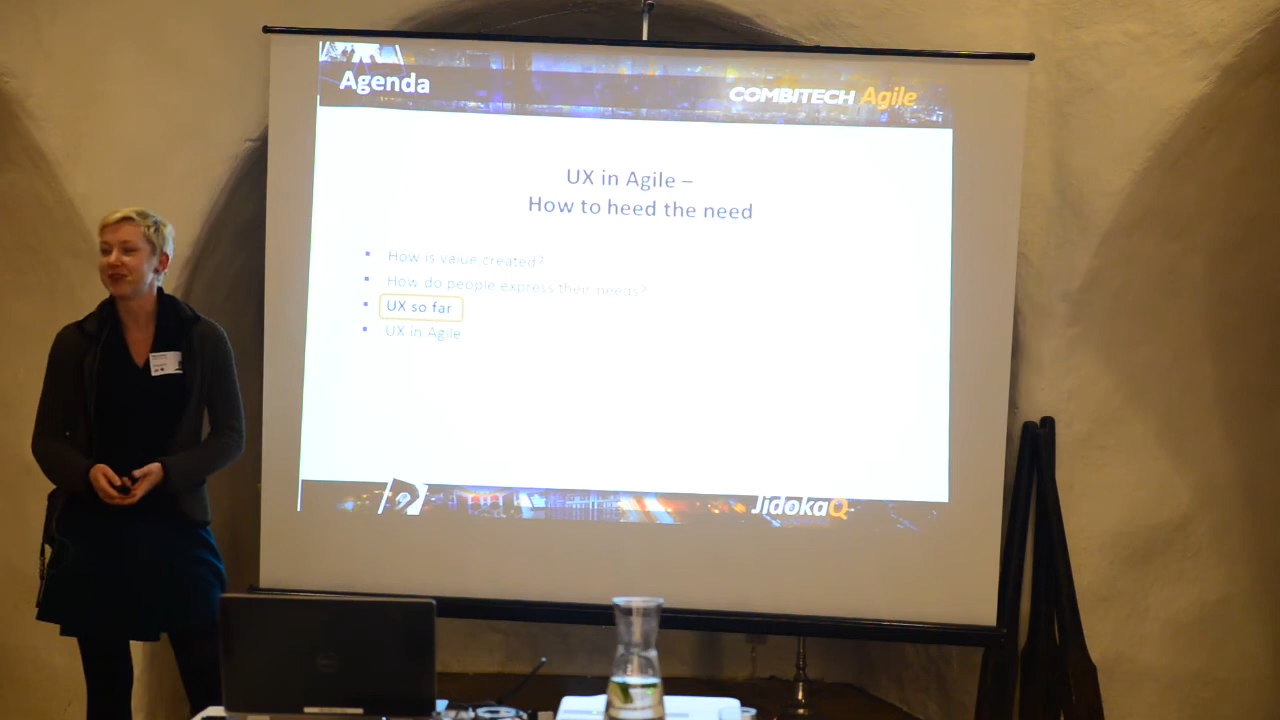 Agenda
COMBITECH Agile
UX in Agile –
How to heed the need
How is value created?
How do people express their needs?
UX so far
UX in Agile
JidokaQ